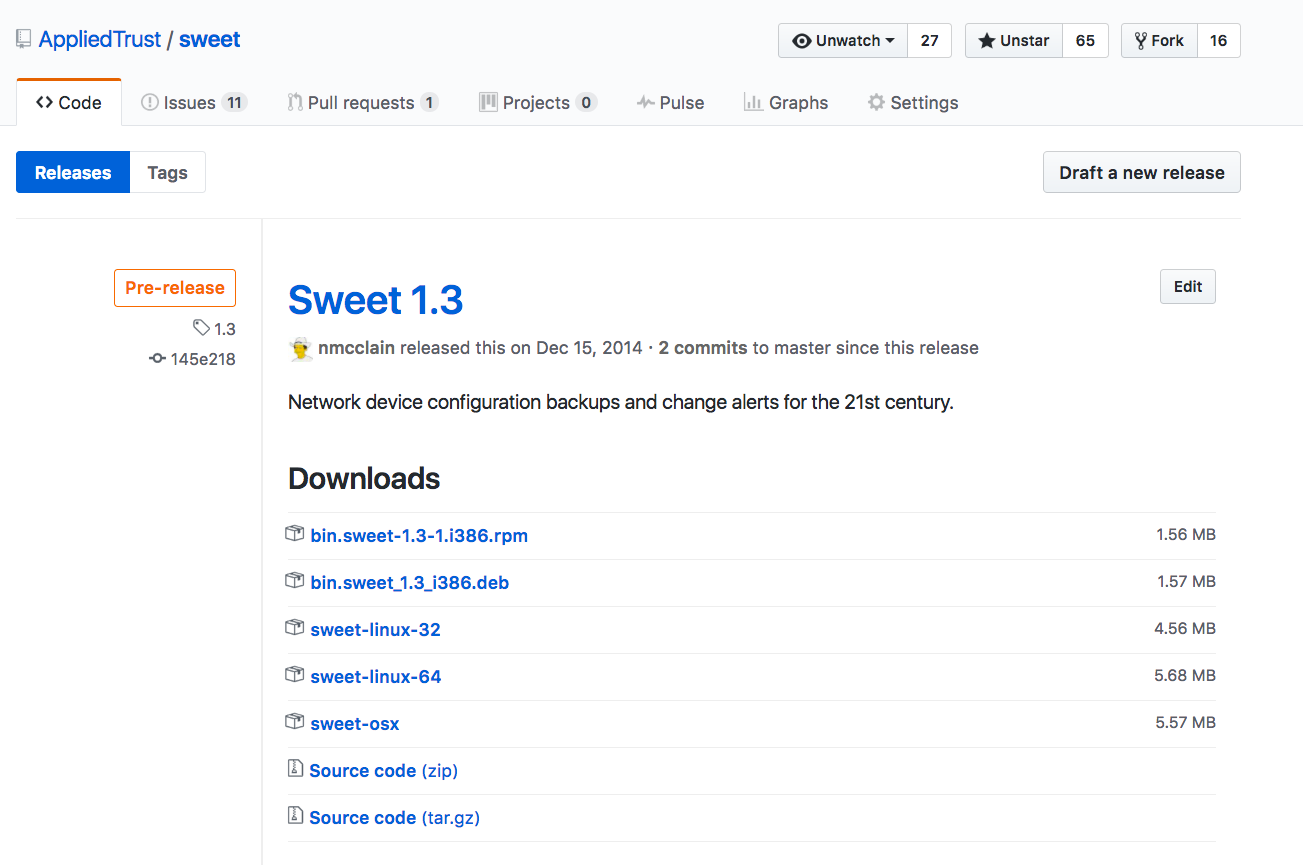 AppliedTrust / sweet
Unwatch 27
Unstar 65
Fork 16
Code
Issues 11
Pull requests 1
Projects 0
Pulse
Graphs
Settings
Releases
Tags
Draft a new release
Pre-release
1.3
145e218
Sweet 1.3
Edit
nmcclain released this on Dec 15, 2014 · 2 commits to master since this release
Network device configuration backups and change alerts for the 21st century.
Downloads
bin.sweet-1.3-1.i386.rpm 1.56 MB
bin.sweet_1.3_i386.deb 1.57 MB
sweet-linux-32 4.56 MB
sweet-linux-64 5.68 MB
sweet-osx 5.57 MB
Source code (zip)
Source code (tar.gz)